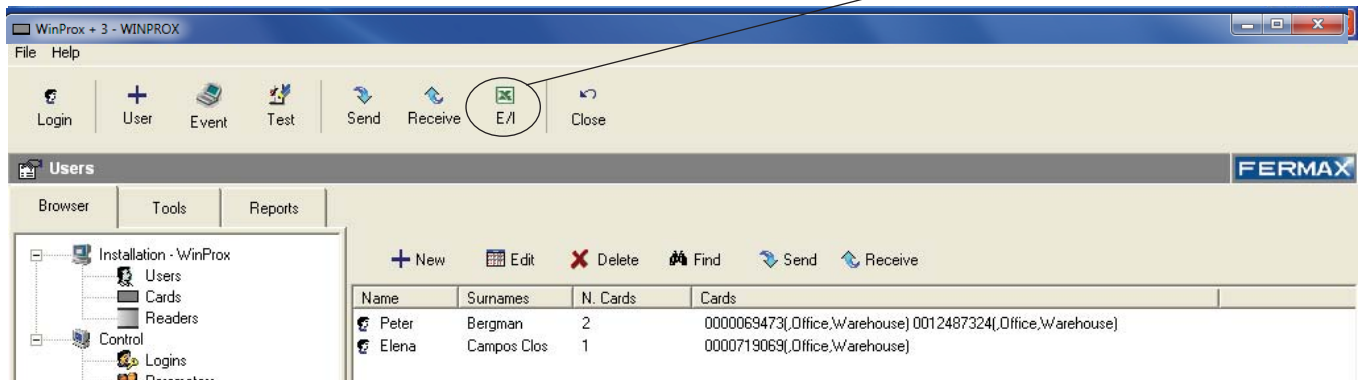 WinProx + 3 - WINPROX
File Help
Login User Event Test Send Receive E/I Close
Users FERMAX
Browser Tools Reports
Installation - WinProx
Users
Cards
Readers
Control
Logins
Parameters
New Edit Delete Find Send Receive
Name Surnames N. Cards Cards
Peter Bergman 2 0000069473(,Office,Warehouse) 0012487324(,Office,Warehouse)
Elena Campos Clos 1 0000719069(,Office,Warehouse)